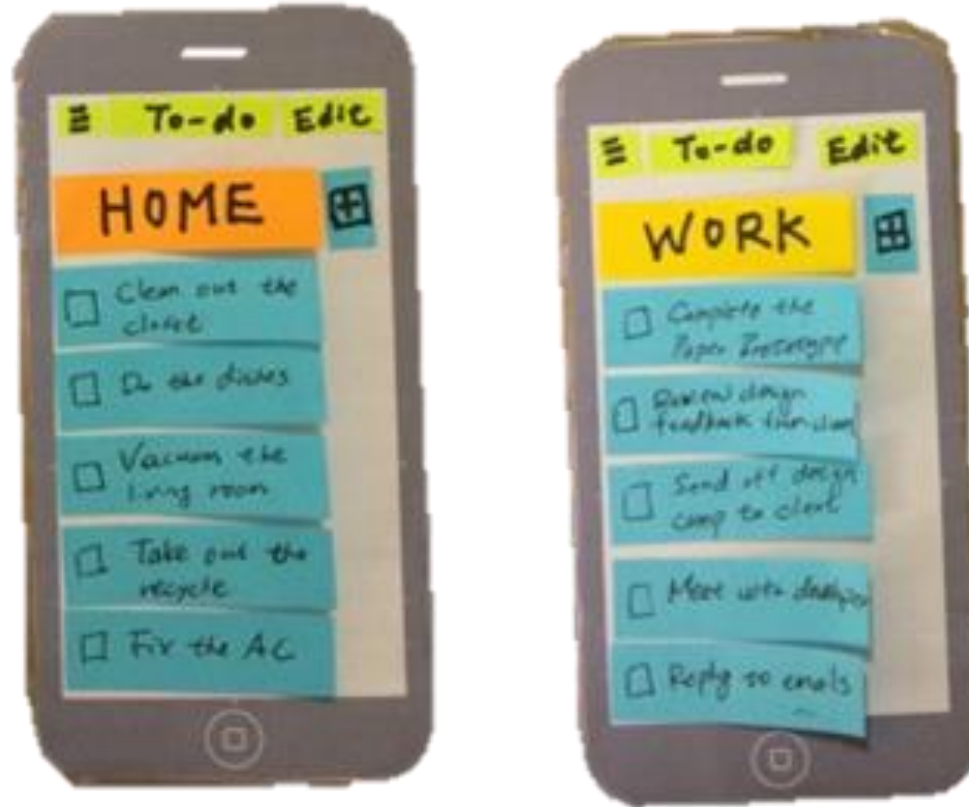 ☰ To-do Edit
HOME +
Clean out the
closet
Do the dishes
Vacuum the
living room
Take out the
recycle
Fix the AC
☰ To-do Edit
WORK +
Complete the
Paper Prototype
Review design
feedback from client
Send off design
comp to client
Meet with developer
Reply to emails